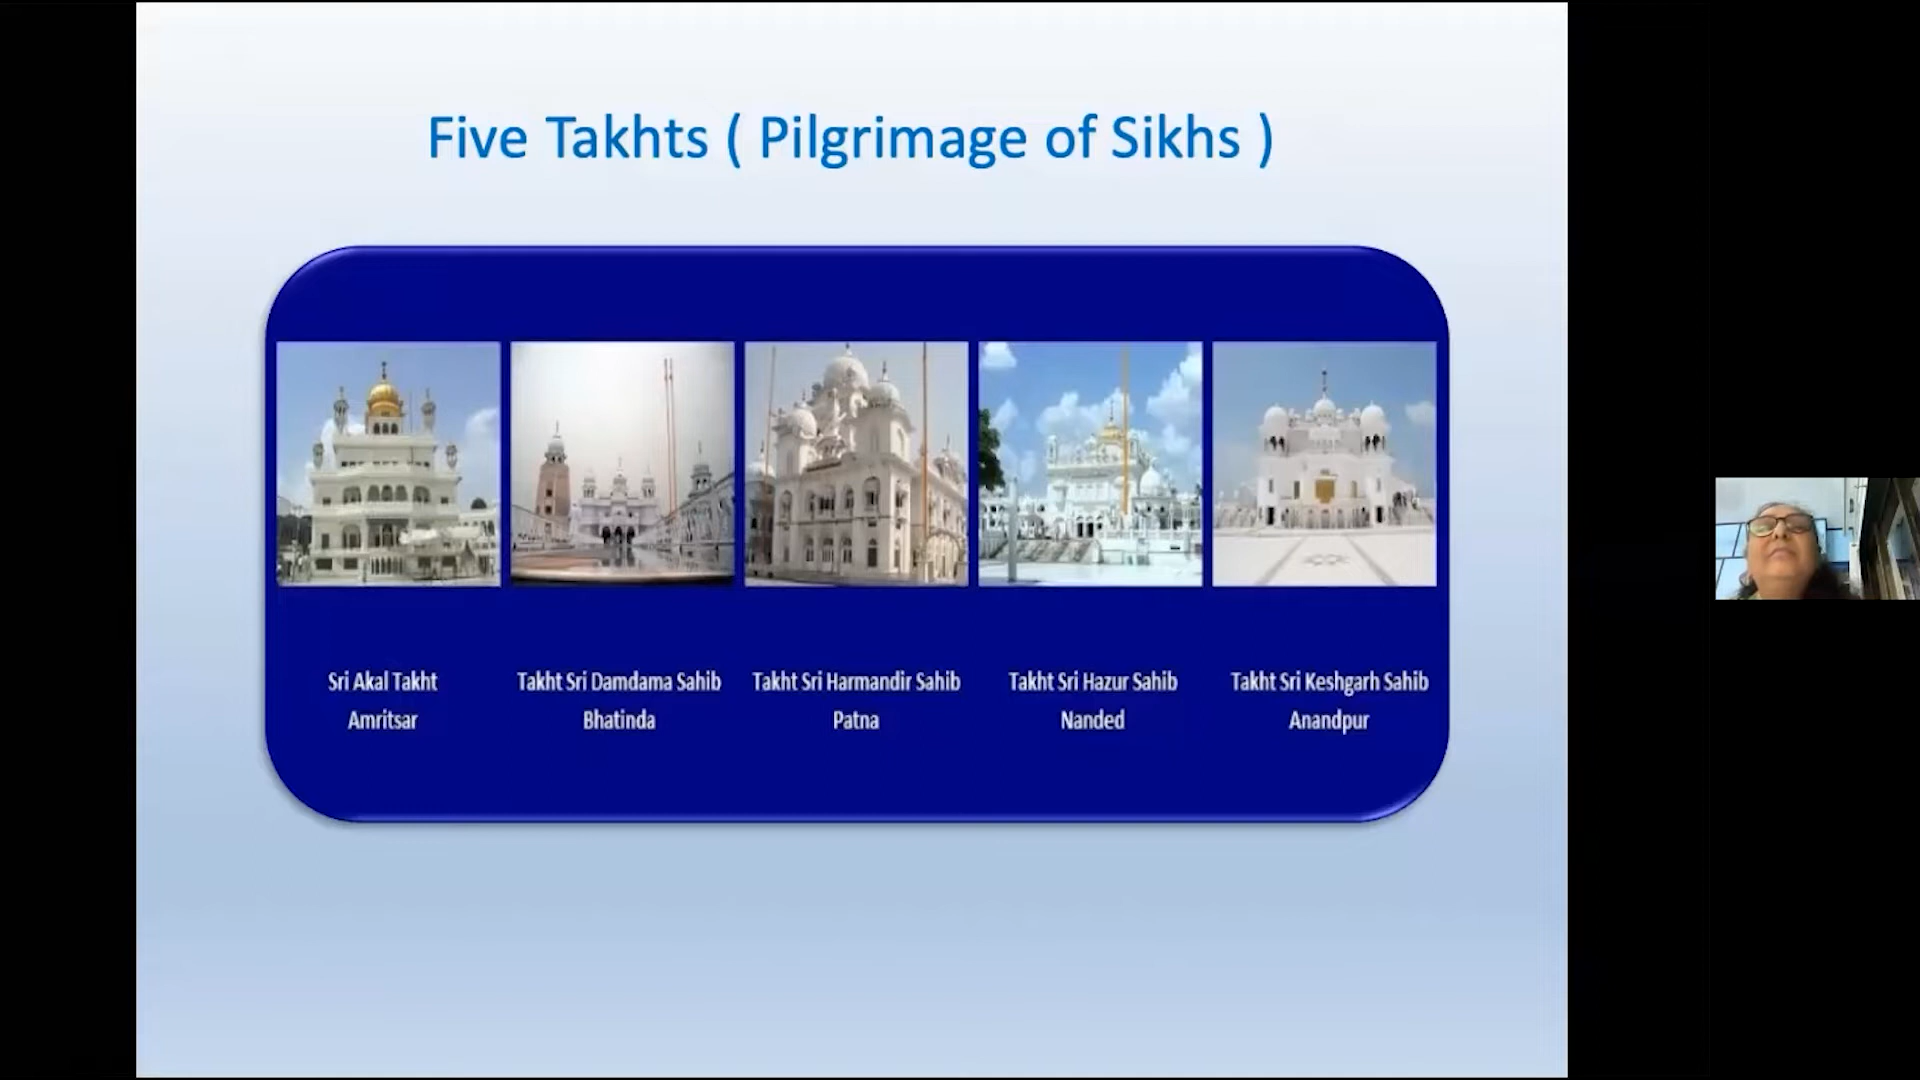 Five Takhts ( Pilgrimage of Sikhs )
Sri Akal Takht
Amritsar
Takht Sri Damdama Sahib
Bhatinda
Takht Sri Harmandir Sahib
Patna
Takht Sri Hazur Sahib
Nanded
Takht Sri Keshgarh Sahib
Anandpur